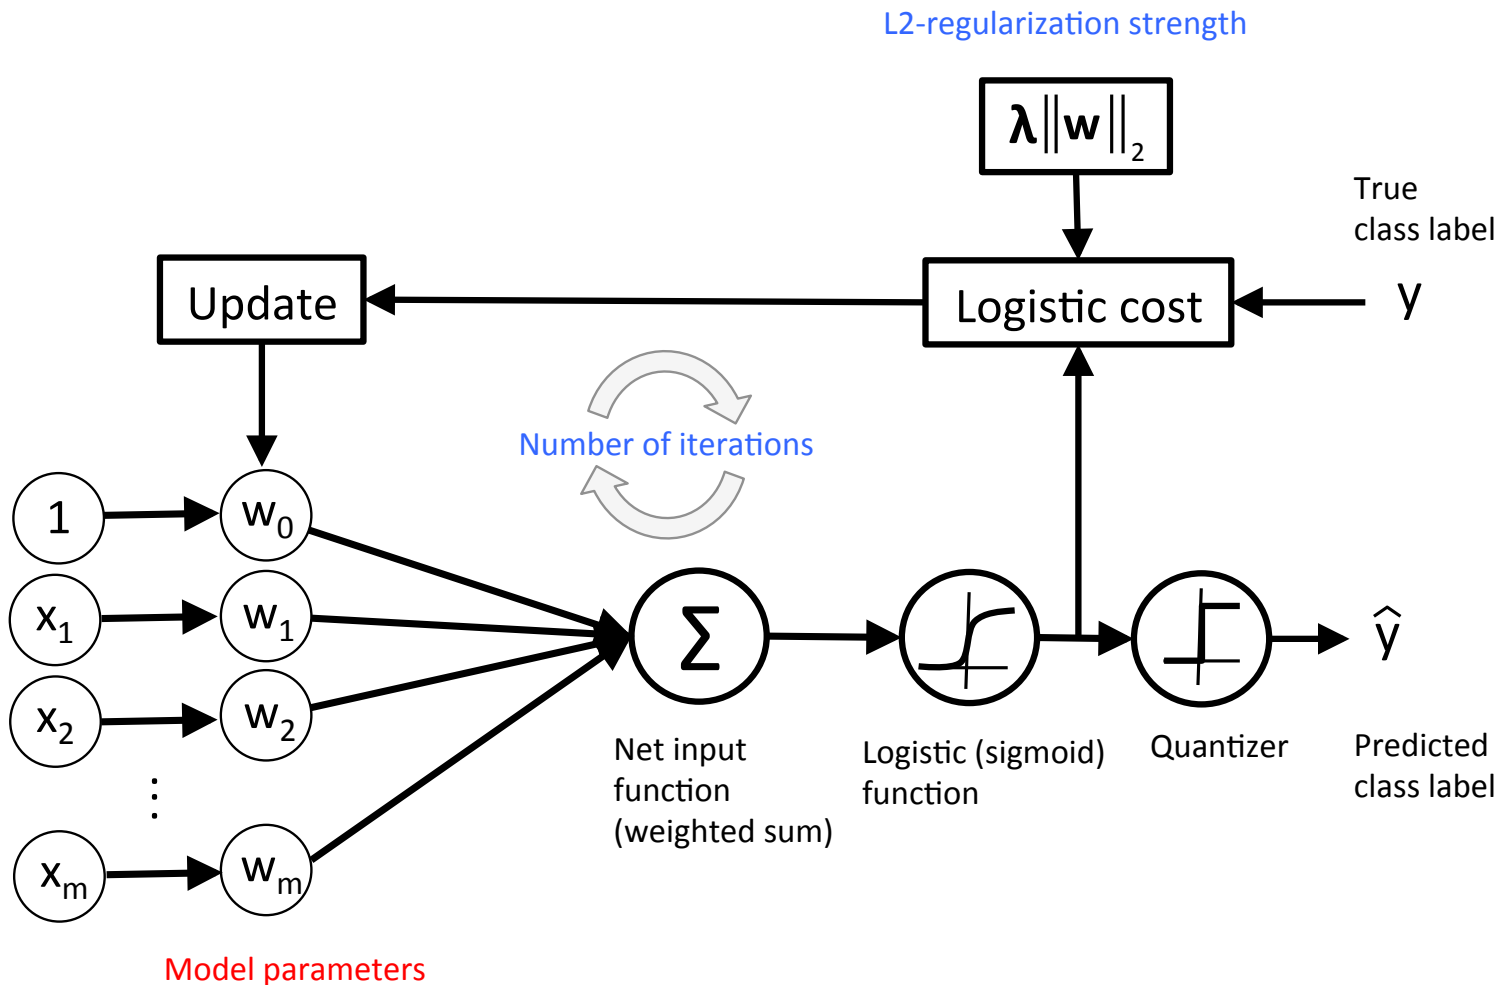 L2-regularization strength
λ||w||₂
True
class label
Update
Logistic cost
y
Number of iterations
1
w₀
x₁
w₁
x₂
w₂
⋮
xₘ
wₘ
Σ
ŷ
Net input
function
(weighted sum)
Logistic (sigmoid)
function
Quantizer
Predicted
class label
Model parameters